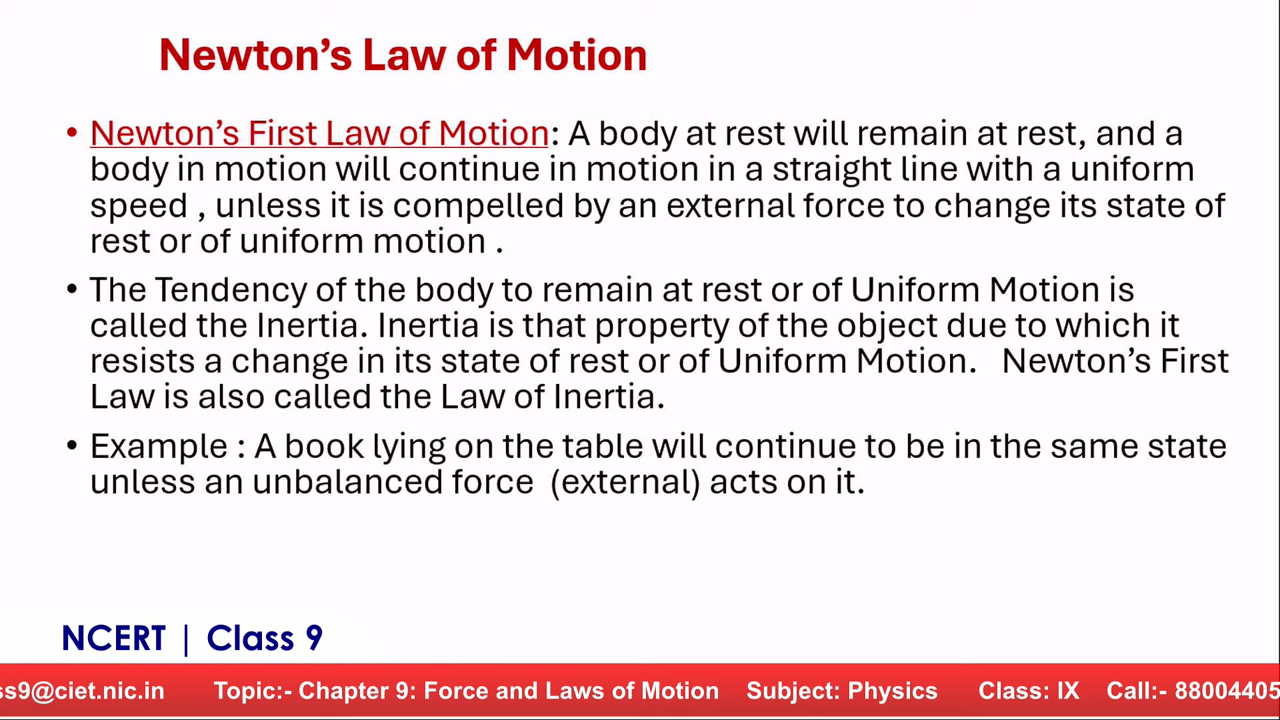 Newton’s Law of Motion
• Newton’s First Law of Motion: A body at rest will remain at rest, and a
body in motion will continue in motion in a straight line with a uniform
speed , unless it is compelled by an external force to change its state of
rest or of uniform motion .
• The Tendency of the body to remain at rest or of Uniform Motion is
called the Inertia. Inertia is that property of the object due to which it
resists a change in its state of rest or of Uniform Motion.   Newton’s First
Law is also called the Law of Inertia.
• Example : A book lying on the table will continue to be in the same state
unless an unbalanced force  (external) acts on it.
NCERT | Class 9
ss9@ciet.nic.in Topic:- Chapter 9: Force and Laws of Motion Subject: Physics Class: IX Call:- 88004405